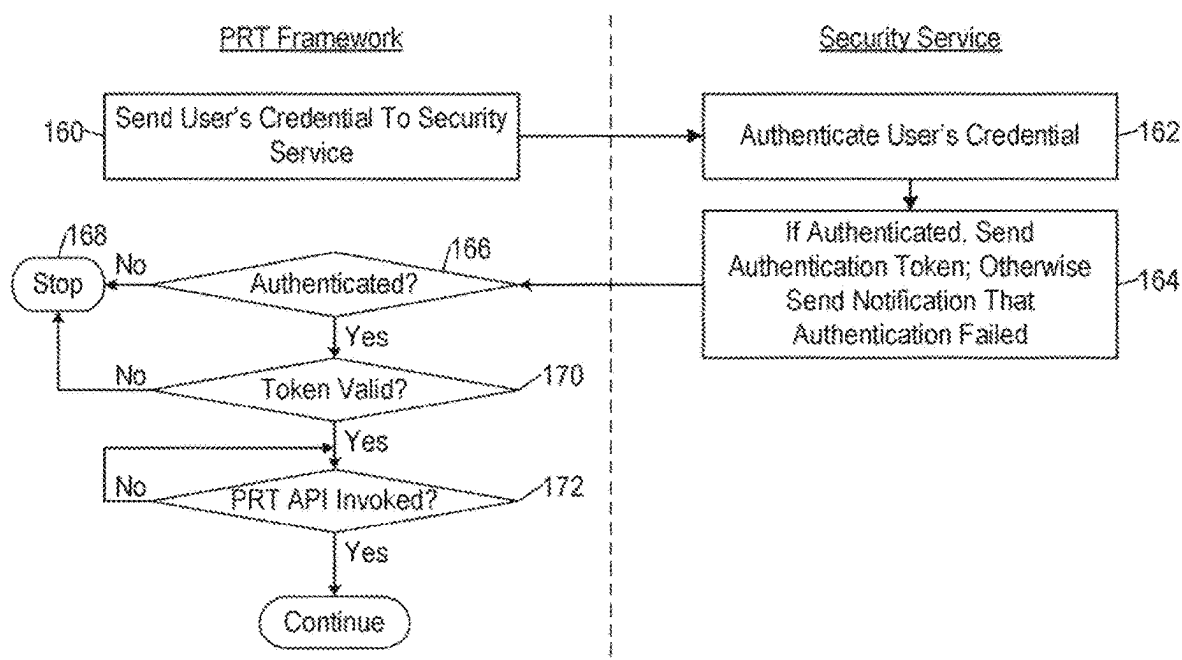 PRT Framework
Security Service
160
Send User's Credential To Security
Service
Authenticate User's Credential
162
If Authenticated, Send
Authentication Token; Otherwise
Send Notification That
Authentication Failed
164
168
Stop
No
166
Authenticated?
Yes
No
Token Valid?
170
Yes
No
PRT API Invoked?
172
Yes
Continue